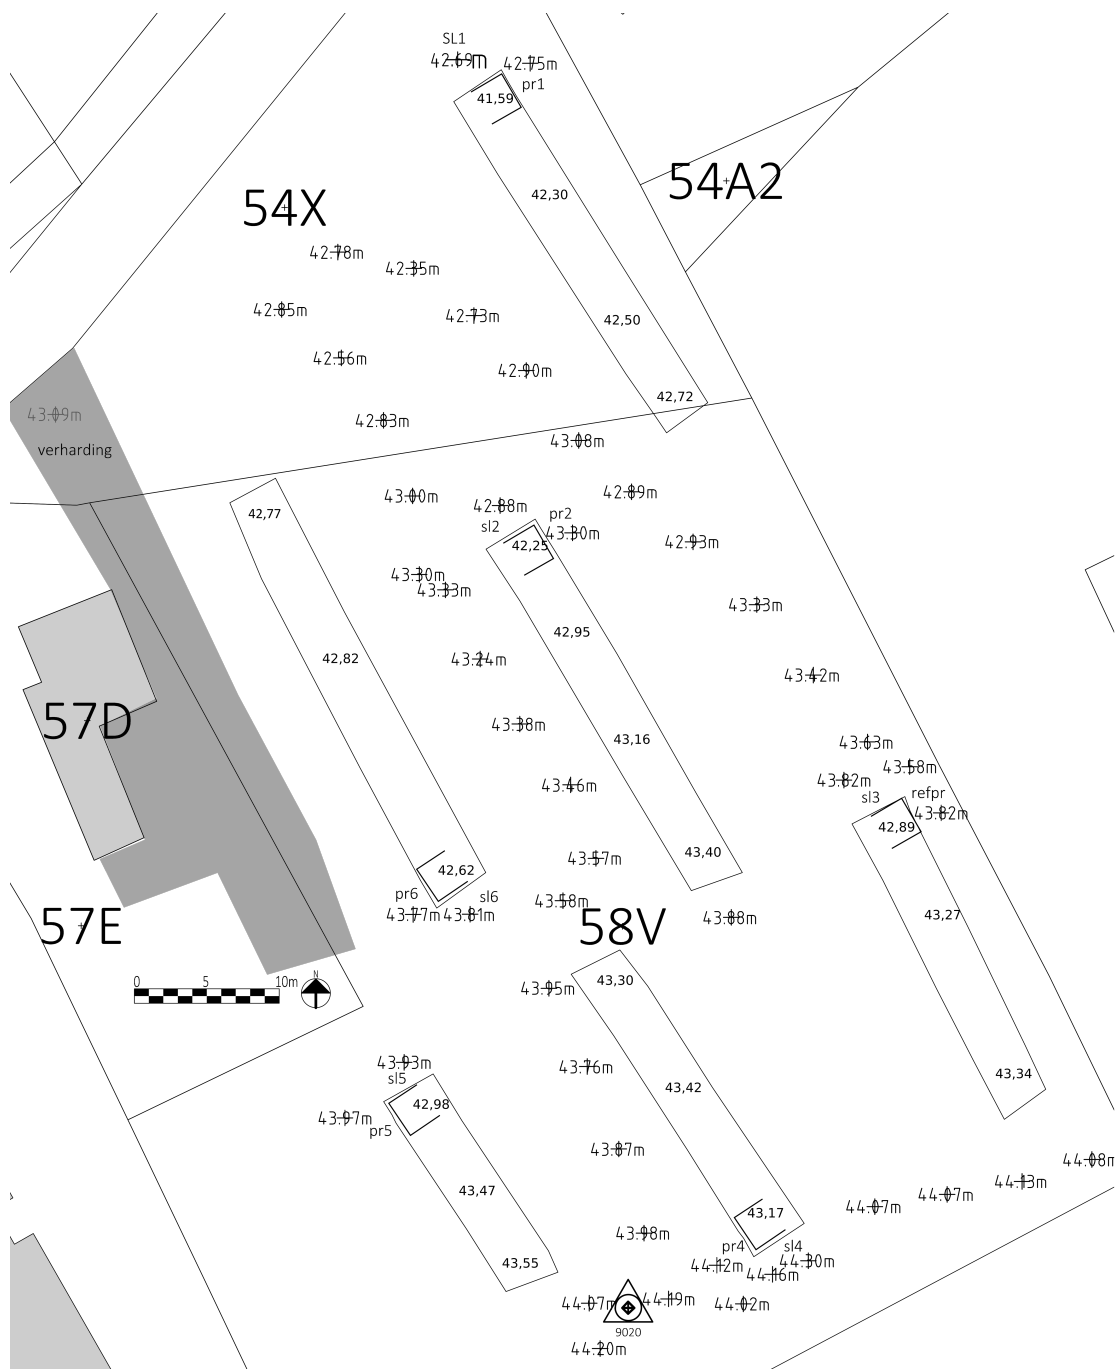 SL1
42.69m
42.75m
pr1
41,59
54A2
42,30
54X
42.78m
42.35m
42.85m
42.73m
42,50
42.56m
42.90m
42,72
43.09m
42.83m
43.08m
verharding
42.89m
43.00m
42.88m
42,77
pr2
sl2
43.30m
42,25
42.93m
43.30m
43.33m
43.33m
42,95
42,82
43.24m
43.42m
57D
43.38m
43,16
43.63m
43.58m
43.46m
43.82m
refpr
sl3
43.82m
42,89
43,40
43.57m
42,62
pr6
sl6
43.58m
43.77m
43.81m
43,27
43.88m
57E
58V
N
0 5 10m
43,30
43.95m
43.93m
43.76m
43,34
sl5
43,42
42,98
43.97m
pr5
43.87m
44.08m
44.13m
43,47
44.07m
44.07m
43,17
43.98m
pr4
sl4
43,55
44.30m
44.12m
44.16m
44.07m
44.19m
44.02m
9020
44.20m